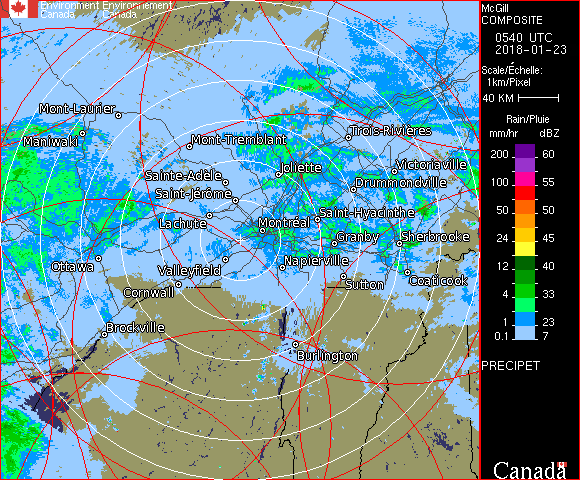 Environment Environnement
Canada Canada
Mont-Laurier
Maniwaki
Mont-Tremblant
Trois-Rivières
Sainte-Adèle
Joliette
Victoriaville
Saint-Jérôme
Drummondville
Lachute
Montréal
Saint-Hyacinthe
Granby
Sherbrooke
Ottawa
Valleyfield
Napierville
Cornwall
Sutton
Coaticook
Brockville
Burlington
McGill
COMPOSITE
0540 UTC
2018-01-23
Scale/Échelle:
1km/Pixel
40 KM
Rain/Pluie
mm/hr dBZ
200 60
100 55
50 50
24 45
12 40
4 33
1 23
0.1 7
PRECIPET
Canada